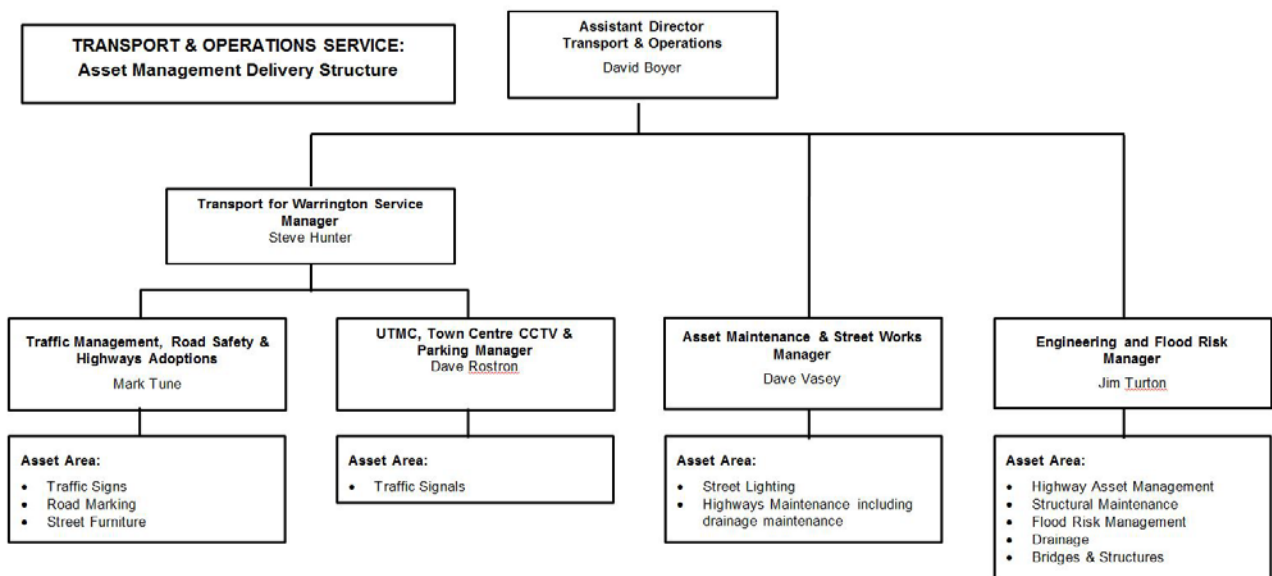 TRANSPORT & OPERATIONS SERVICE:
Asset Management Delivery Structure
Assistant Director
Transport & Operations
David Boyer
Transport for Warrington Service
Manager
Steve Hunter
Traffic Management, Road Safety &
Highways Adoptions
Mark Tune
UTMC, Town Centre CCTV &
Parking Manager
Dave Rostron
Asset Maintenance & Street Works
Manager
Dave Vasey
Engineering and Flood Risk
Manager
Jim Turton
Asset Area:
• Traffic Signs
• Road Marking
• Street Furniture
Asset Area:
• Traffic Signals
Asset Area:
• Street Lighting
• Highways Maintenance including
drainage maintenance
Asset Area:
• Highway Asset Management
• Structural Maintenance
• Flood Risk Management
• Drainage
• Bridges & Structures